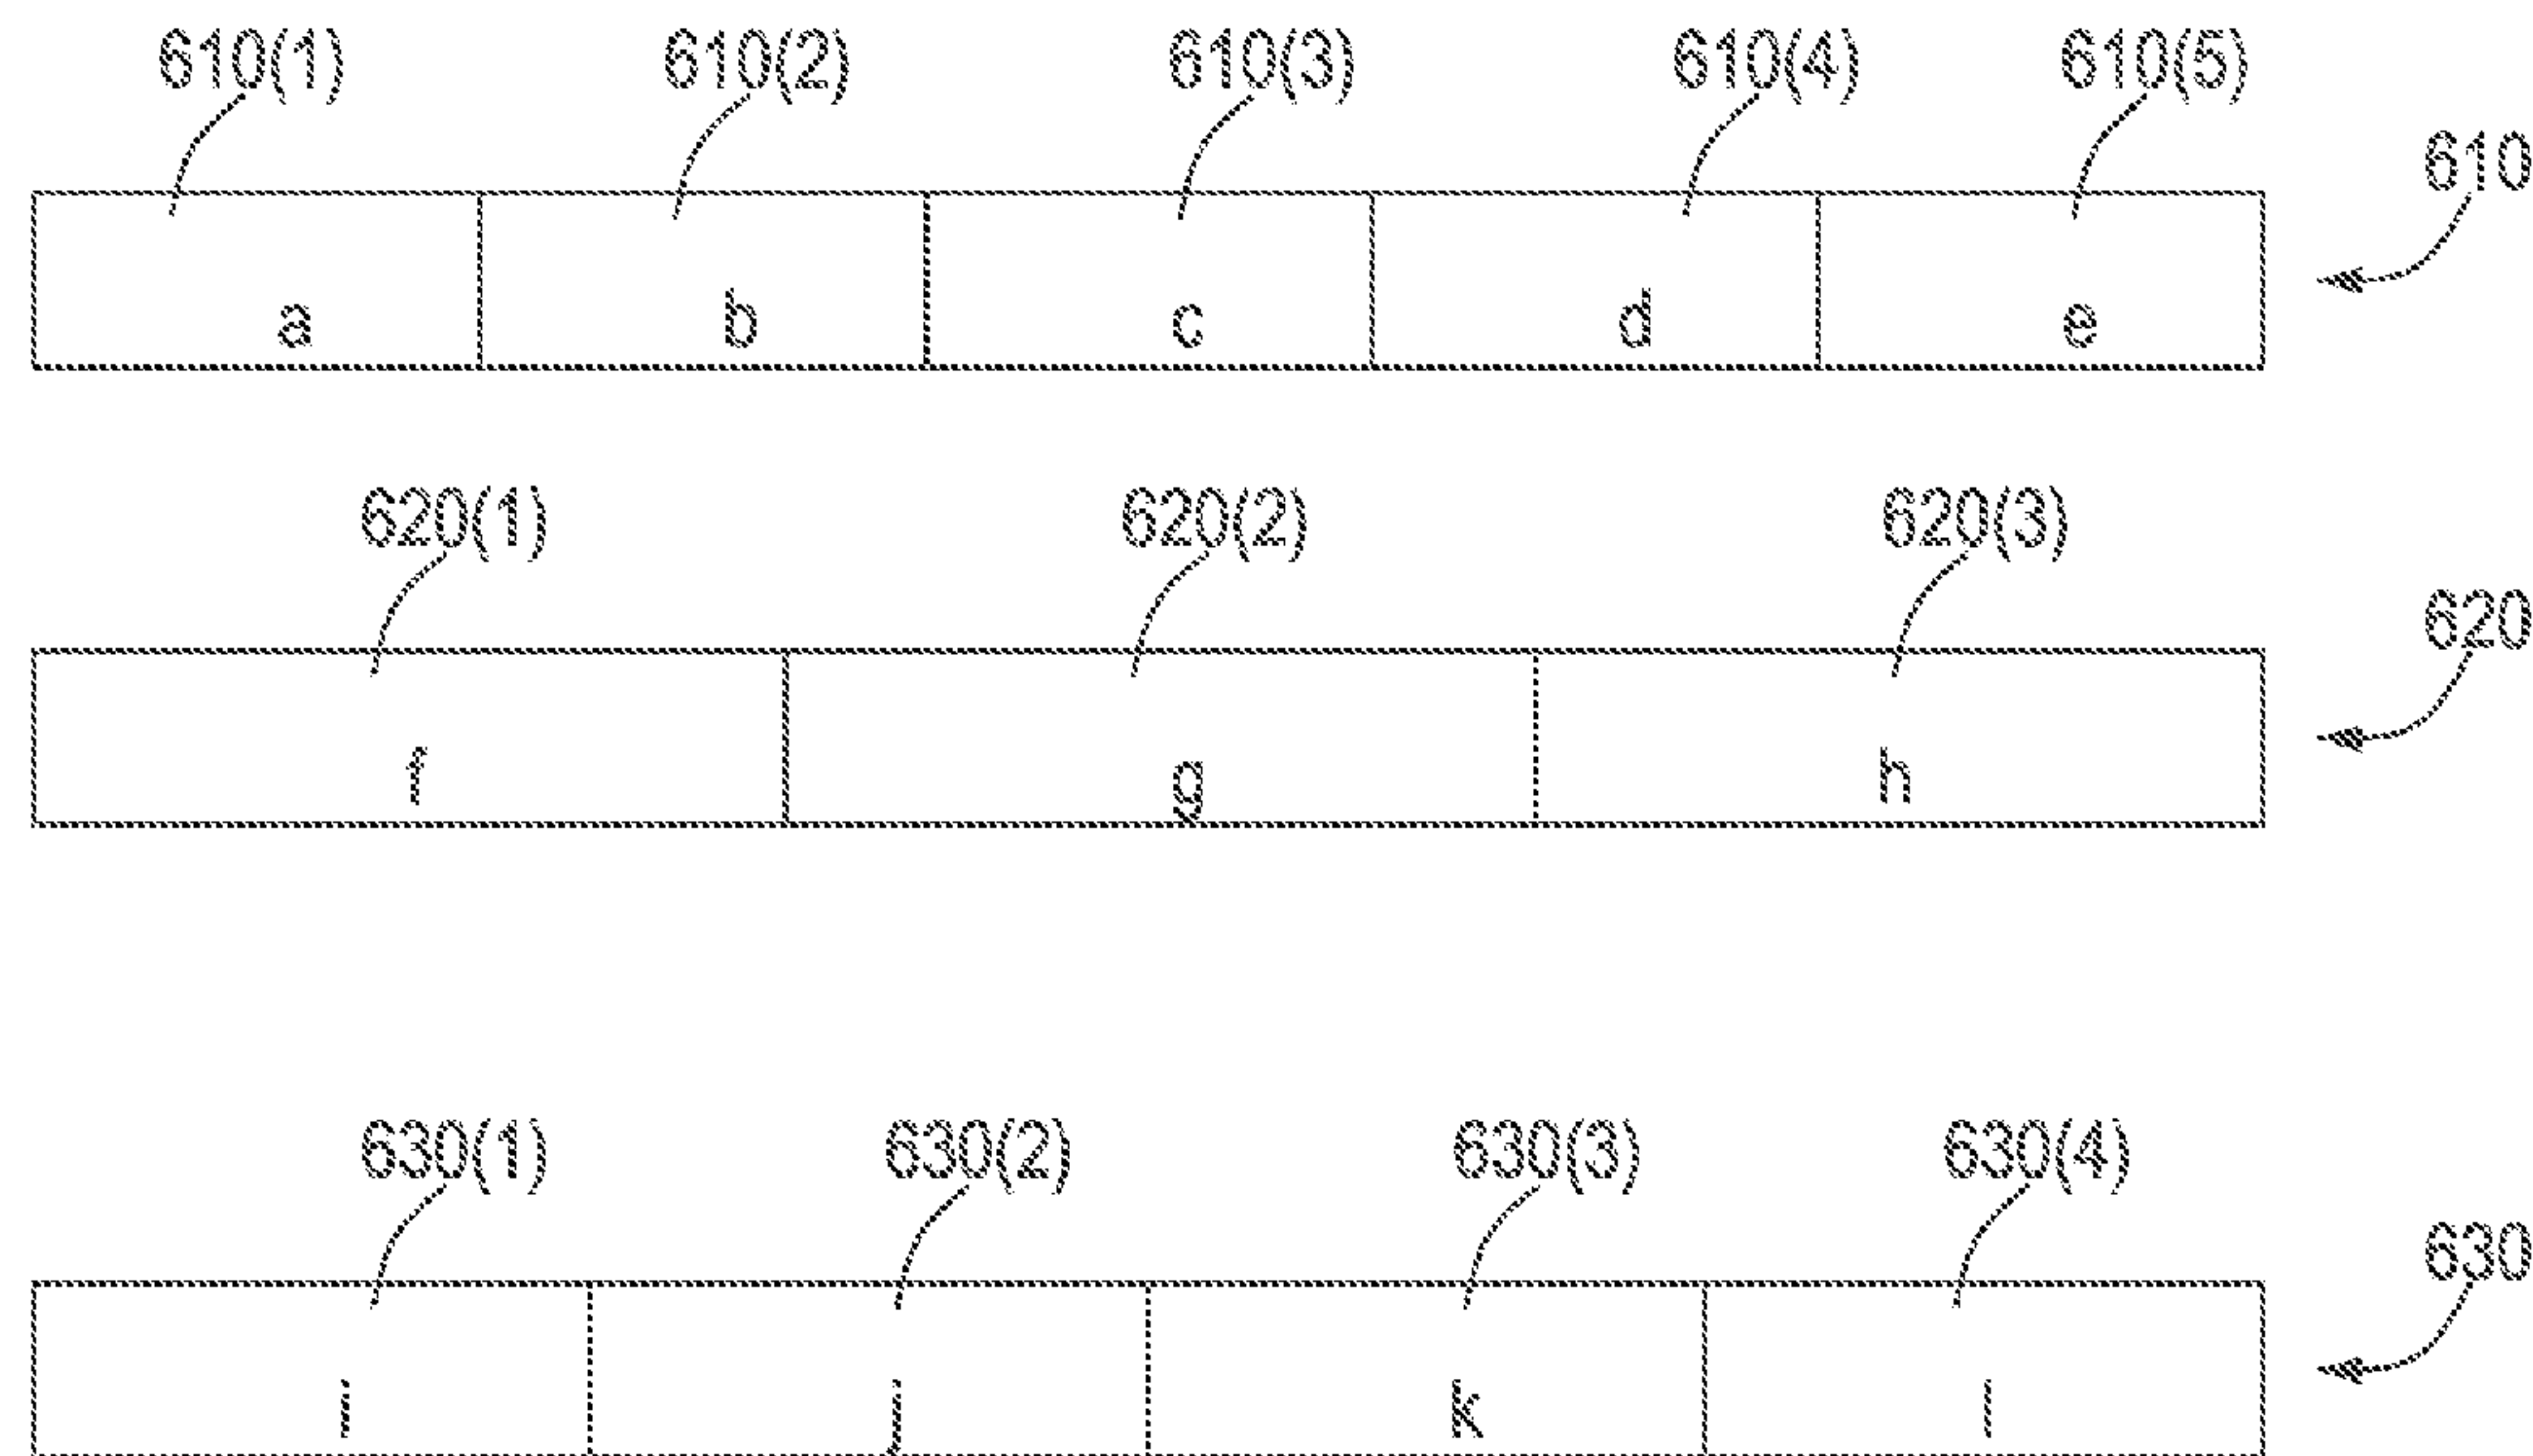 610(1) 610(2) 610(3) 610(4) 610(5)
610
a b c d e
620(1) 620(2) 620(3)
620
f g h
630(1) 630(2) 630(3) 630(4)
630
i j k l